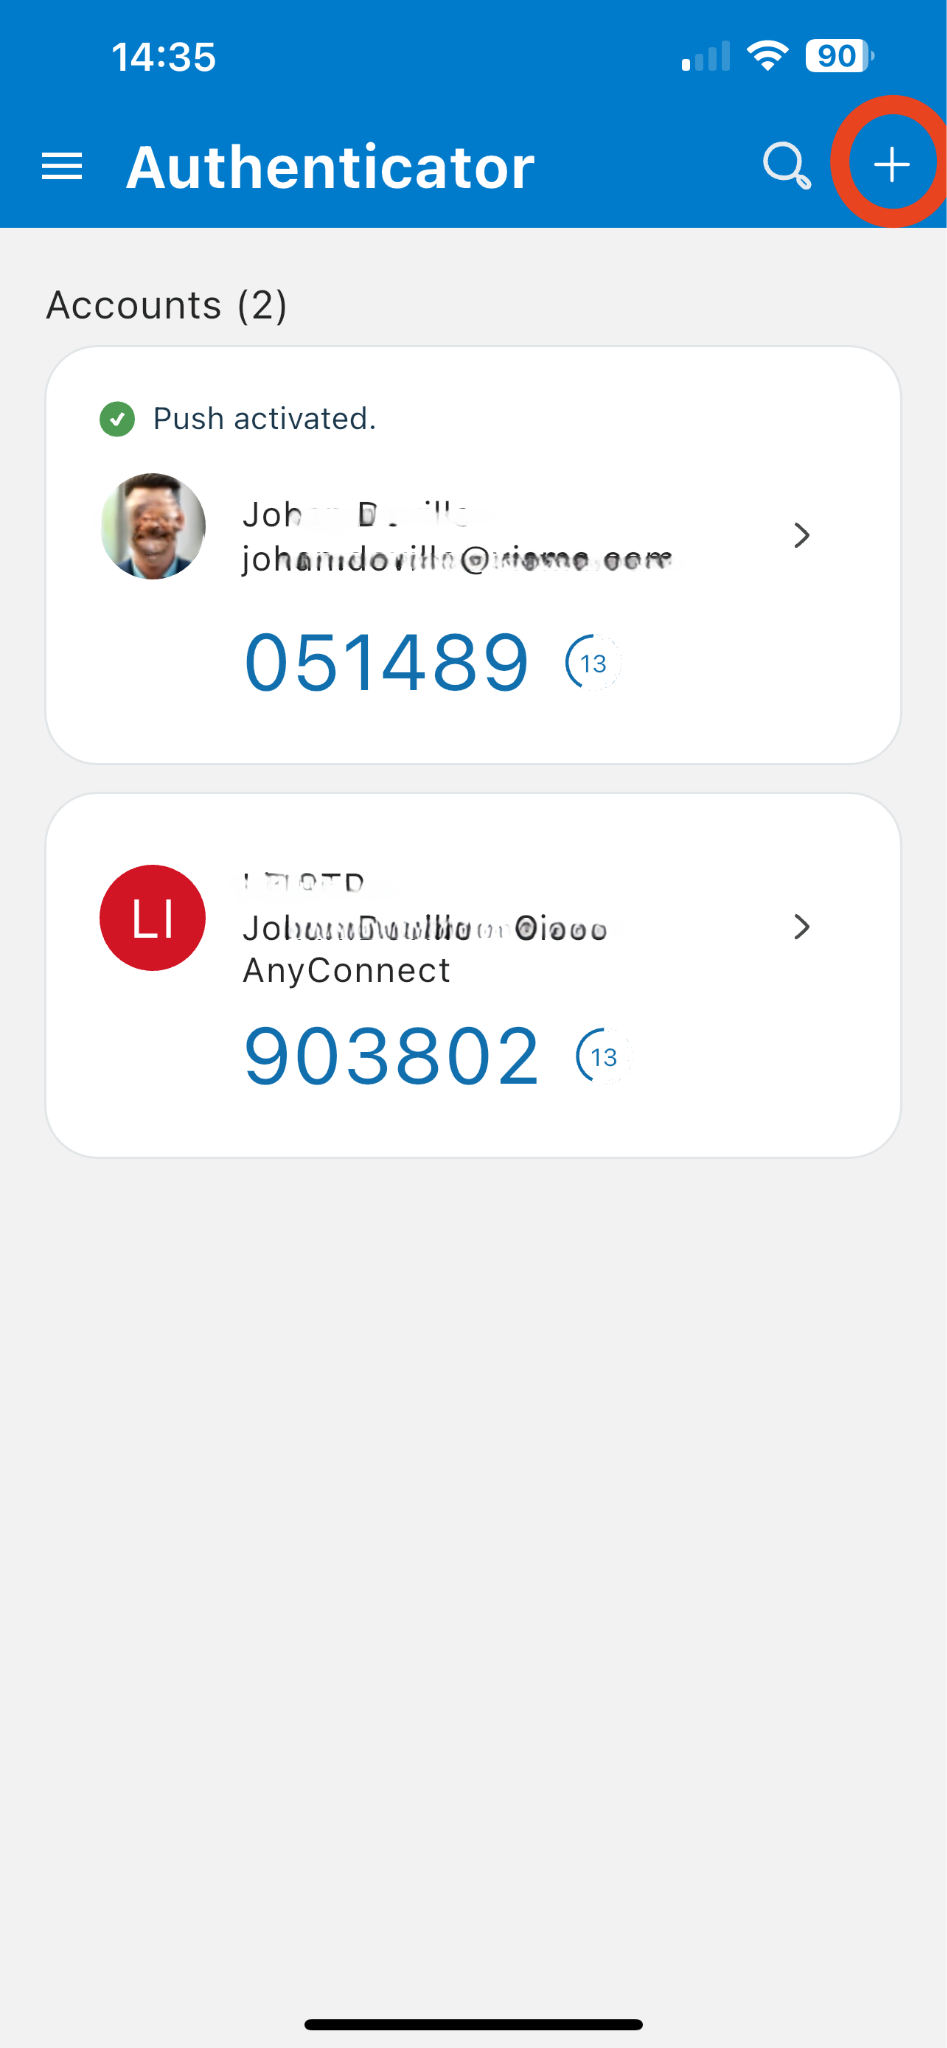 14:35
90
Authenticator
Accounts (2)
Push activated.
051489
13
LI
AnyConnect
903802
13